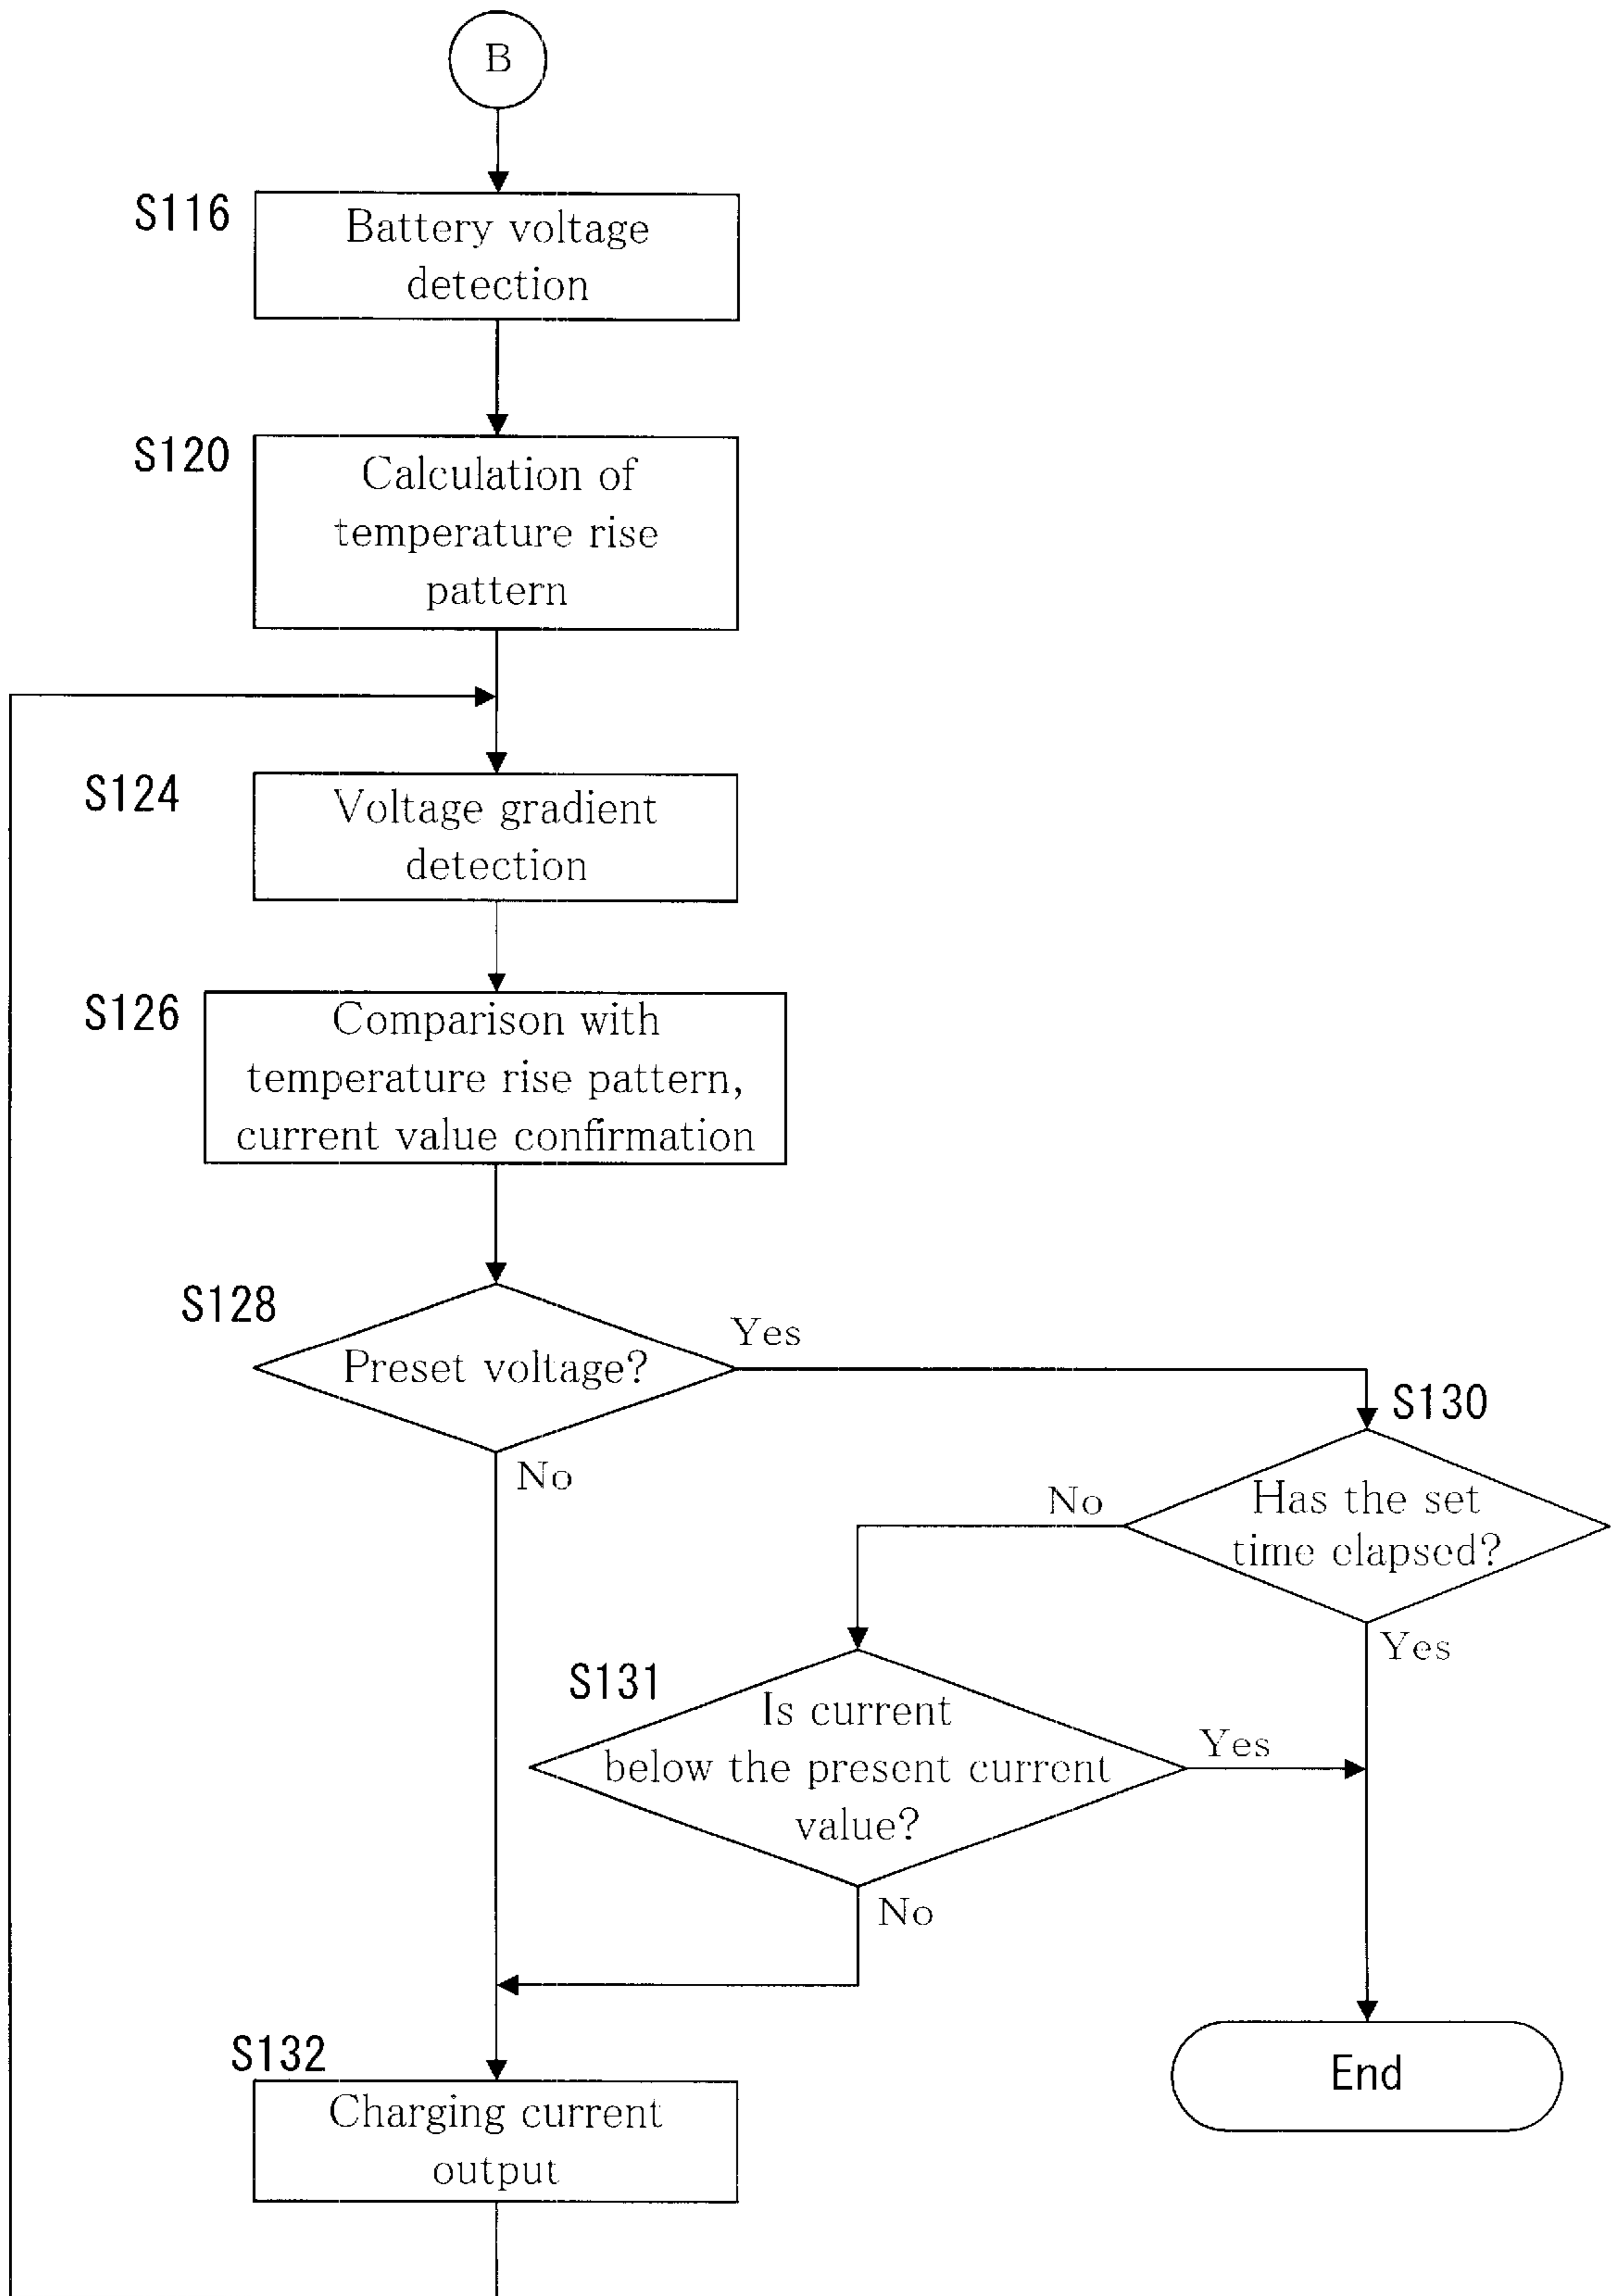 B
S116
Battery voltage
detection
S120
Calculation of
temperature rise
pattern
S124
Voltage gradient
detection
S126
Comparison with
temperature rise pattern,
current value confirmation
S128
Preset voltage?
Yes
No
S130
Has the set
time elapsed?
No
Yes
S131
Is current
below the present current
value?
Yes
No
S132
Charging current
output
End